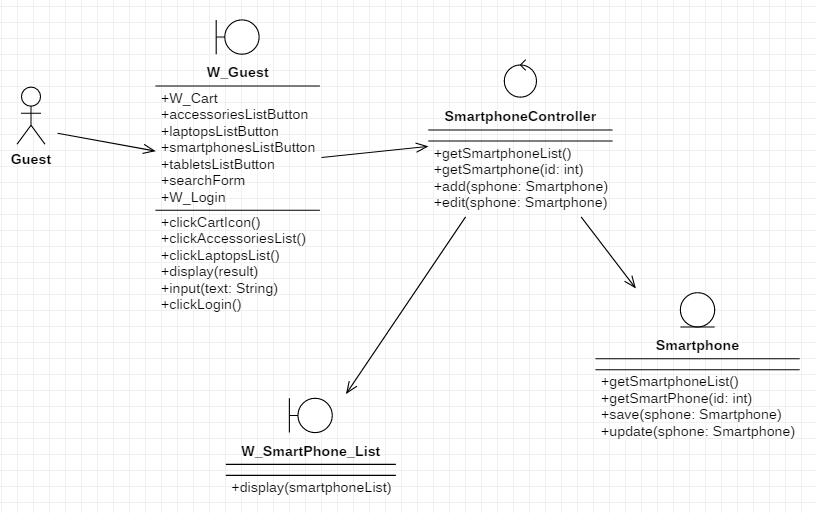 Guest
W_Guest
+W_Cart
+accessoriesListButton
+laptopsListButton
+smartphonesListButton
+tabletsListButton
+searchForm
+W_Login
+clickCartIcon()
+clickAccessoriesList()
+clickLaptopsList()
+display(result)
+input(text: String)
+clickLogin()
SmartphoneController
+getSmartphoneList()
+getSmartphone(id: int)
+add(sphone: Smartphone)
+edit(sphone: Smartphone)
W_SmartPhone_List
+display(smartphoneList)
Smartphone
+getSmartphoneList()
+getSmartPhone(id: int)
+save(sphone: Smartphone)
+update(sphone: Smartphone)